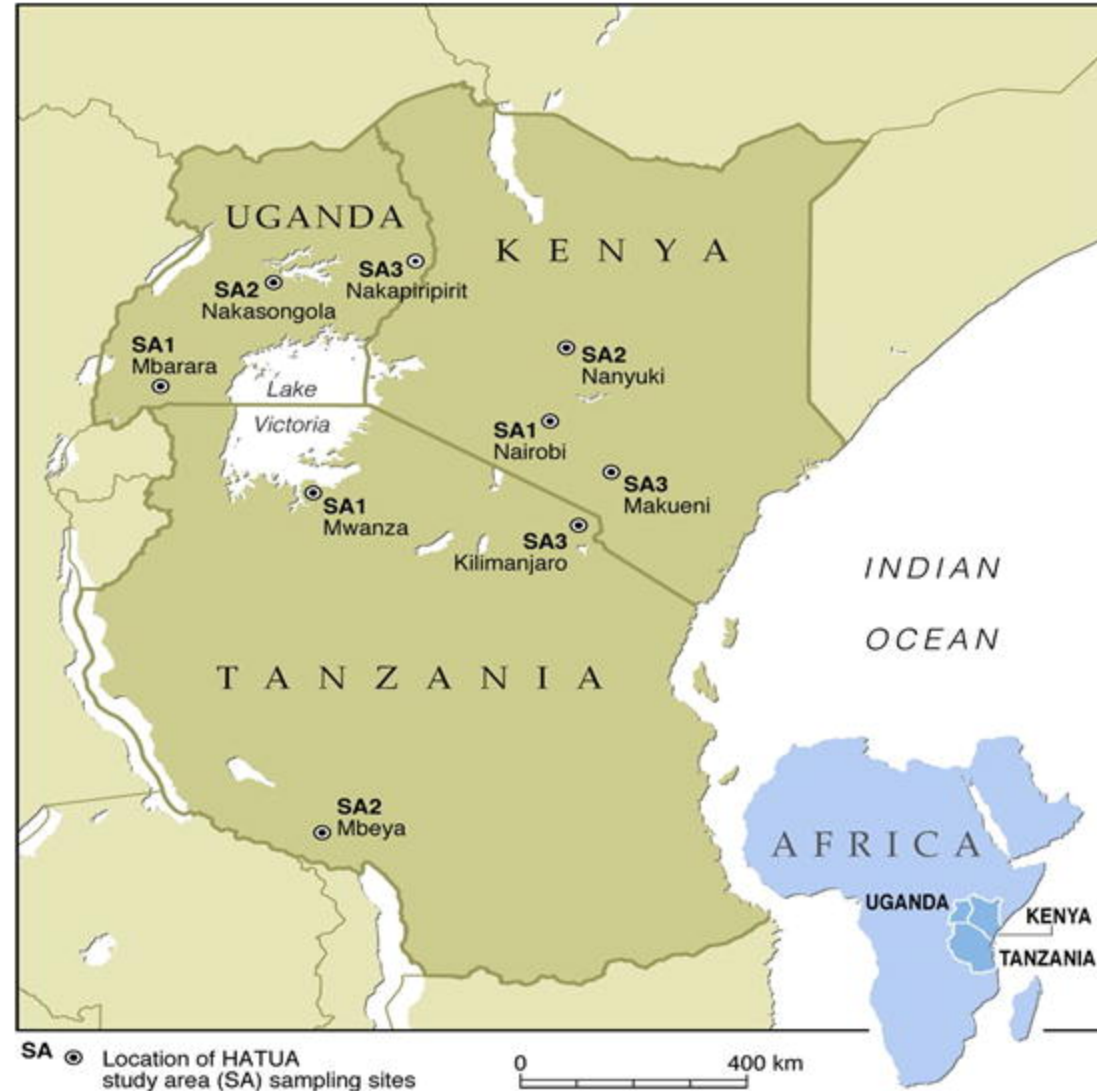 UGANDA
KENYA
SA3
Nakapiripirit
SA2
Nakasongola
SA1
Mbarara
SA2
Nanyuki
Lake
Victoria
SA1
Nairobi
SA3
Makueni
SA1
Mwanza
SA3
Kilimanjaro
INDIAN
OCEAN
TANZANIA
SA2
Mbeya
AFRICA
UGANDA
KENYA
TANZANIA
SA Location of HATUA
study area (SA) sampling sites
0 400 km